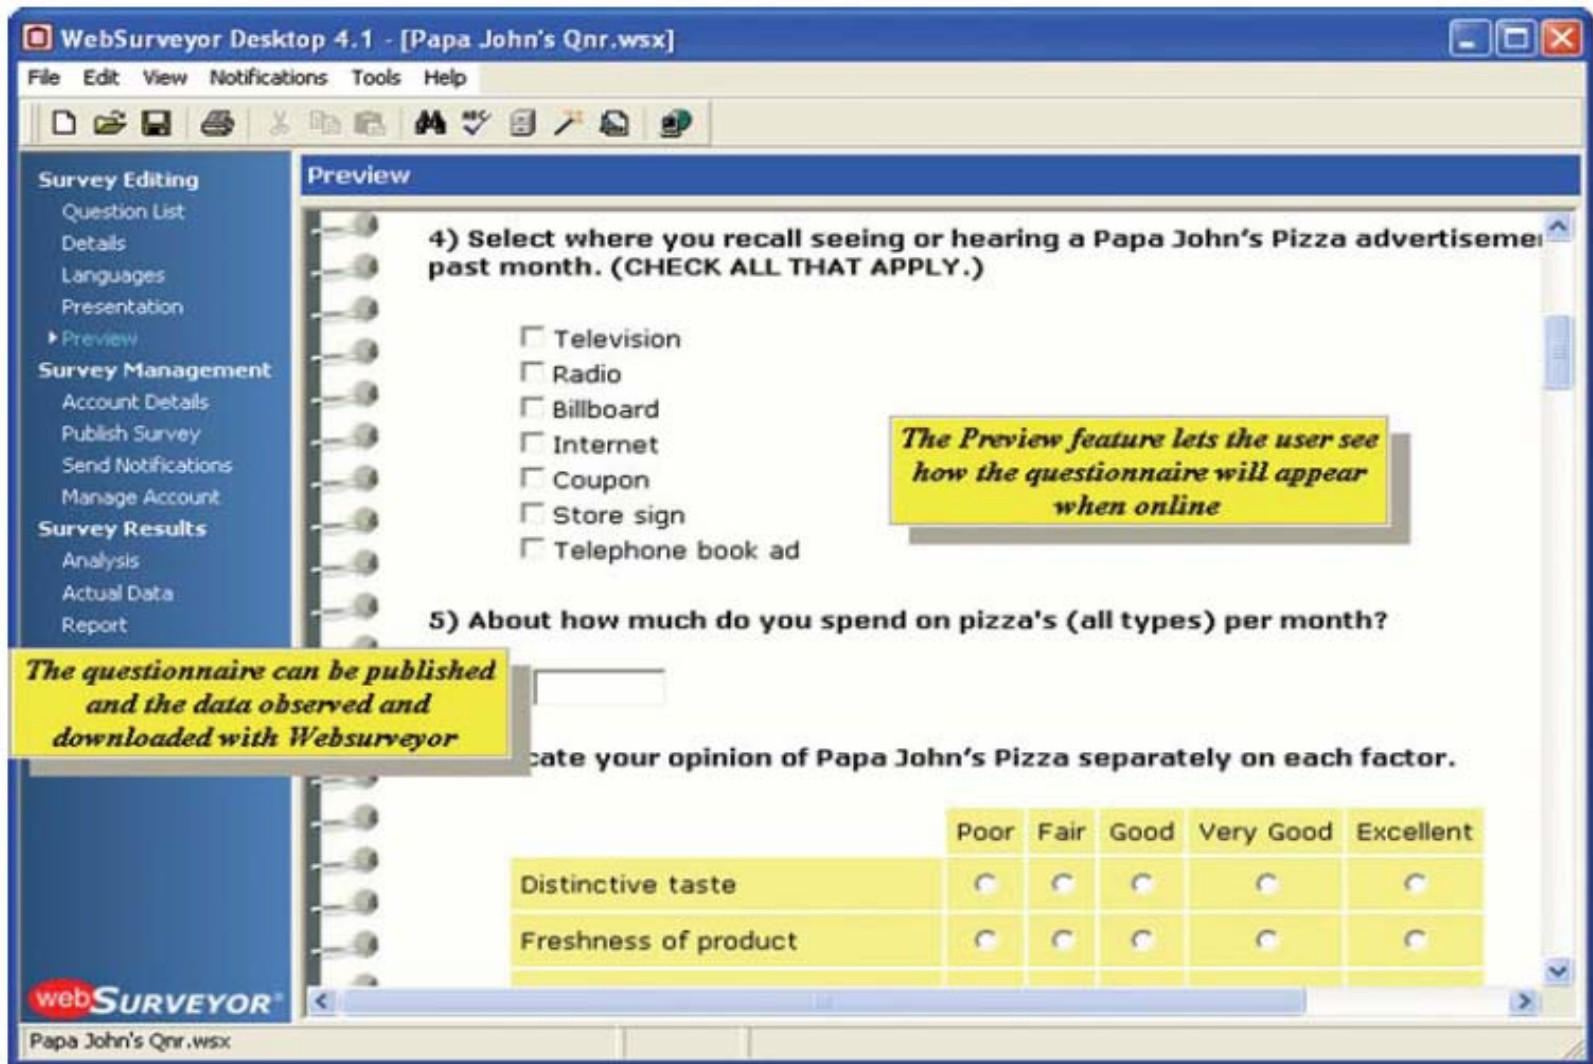 WebSurveyor Desktop 4.1 - [Papa John's Qnr.wsx]
File Edit View Notifications Tools Help
ABC
Survey Editing
Question List
Details
Languages
Presentation
Preview
Survey Management
Account Details
Publish Survey
Send Notifications
Manage Account
Survey Results
Analysis
Actual Data
Report
The questionnaire can be published
and the data observed and
downloaded with Websurveyor
webSURVEYOR®
Preview
4) Select where you recall seeing or hearing a Papa John's Pizza advertiseme
past month. (CHECK ALL THAT APPLY.)
Television
Radio
Billboard
Internet
Coupon
Store sign
Telephone book ad
The Preview feature lets the user see
how the questionnaire will appear
when online
5) About how much do you spend on pizza's (all types) per month?
cate your opinion of Papa John's Pizza separately on each factor.
Poor Fair Good Very Good Excellent
Distinctive taste
Freshness of product
Papa John's Qnr.wsx